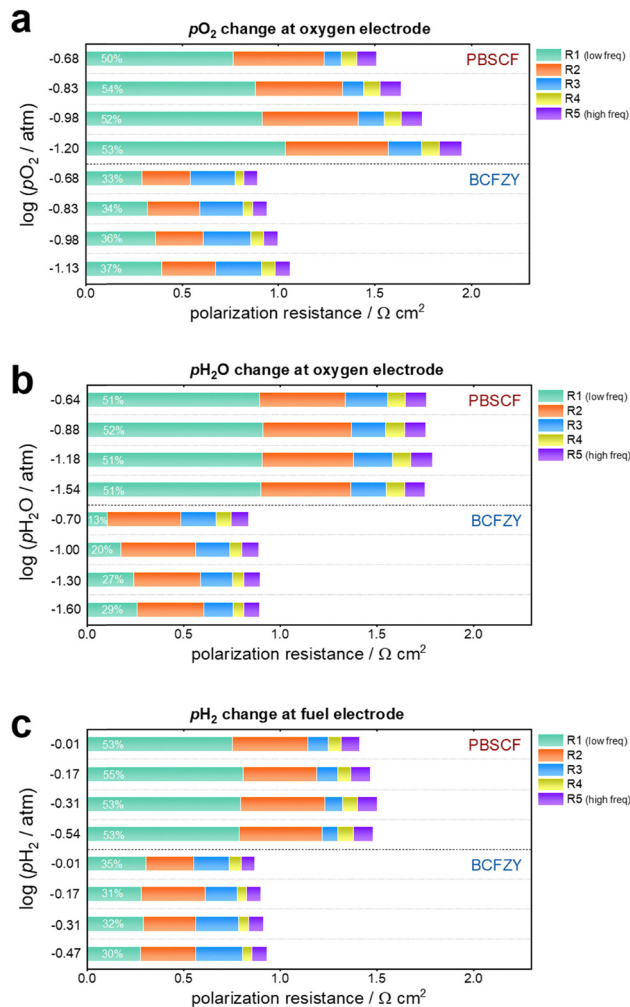 a
pO₂ change at oxygen electrode
-0.68 50% PBSCF
-0.83 54%
-0.98 52%
-1.20 53%
-0.68 33% BCFZY
-0.83 34%
-0.98 36%
-1.13 37%
log (pO₂ / atm)
0.0 0.5 1.0 1.5 2.0
polarization resistance / Ω cm²
R1 (low freq)
R2
R3
R4
R5 (high freq)
b
pH₂O change at oxygen electrode
-0.64 51% PBSCF
-0.88 52%
-1.18 51%
-1.54 51%
-0.70 13% BCFZY
-1.00 20%
-1.30 27%
-1.60 29%
log (pH₂O / atm)
0.0 0.5 1.0 1.5 2.0
polarization resistance / Ω cm²
R1 (low freq)
R2
R3
R4
R5 (high freq)
c
pH₂ change at fuel electrode
-0.01 53% PBSCF
-0.17 55%
-0.31 53%
-0.54 53%
-0.01 35% BCFZY
-0.17 31%
-0.31 32%
-0.47 30%
log (pH₂ / atm)
0.0 0.5 1.0 1.5 2.0
polarization resistance / Ω cm²
R1 (low freq)
R2
R3
R4
R5 (high freq)